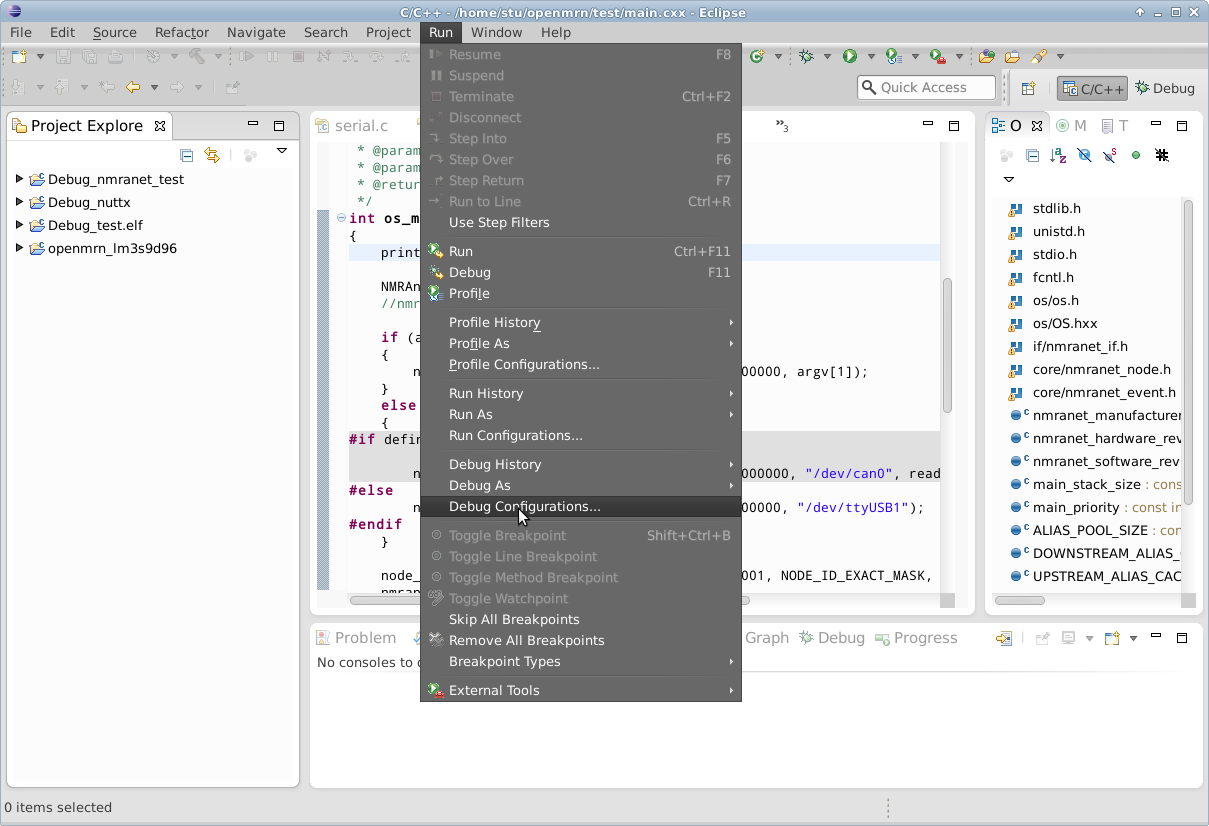 C/C++ - /home/stu/openmrn/test/main.cxx - Eclipse
File Edit Source Refactor Navigate Search Project Run Window Help
Quick Access
C/C++ Debug
Project Explore
Debug_nmranet_test
Debug_nuttx
Debug_test.elf
openmrn_lm3s9d96
serial.c
»3
* @param
* @param
* @retur
*/
int os_m
{
print
NMRAn
//nmr
if (a
{
n 00000, argv[1]);
}
else
{
#if defin
n 000000, "/dev/can0", read
#else
00000, "/dev/ttyUSB1");
#endif
}
node_ 001, NODE_ID_EXACT_MASK,
nmran
Resume F8
Suspend
Terminate Ctrl+F2
Disconnect
Step Into F5
Step Over F6
Step Return F7
Run to Line Ctrl+R
Use Step Filters
Run Ctrl+F11
Debug F11
Profile
Profile History
Profile As
Profile Configurations...
Run History
Run As
Run Configurations...
Debug History
Debug As
Debug Configurations...
Toggle Breakpoint Shift+Ctrl+B
Toggle Line Breakpoint
Toggle Method Breakpoint
Toggle Watchpoint
Skip All Breakpoints
Remove All Breakpoints
Breakpoint Types
External Tools
O M T
stdlib.h
unistd.h
stdio.h
fcntl.h
os/os.h
os/OS.hxx
if/nmranet_if.h
core/nmranet_node.h
core/nmranet_event.h
nmranet_manufacturer
nmranet_hardware_rev
nmranet_software_rev
main_stack_size : cons
main_priority : const in
ALIAS_POOL_SIZE : con
DOWNSTREAM_ALIAS_
UPSTREAM_ALIAS_CAC
Problem Graph Debug Progress
No consoles to d
0 items selected